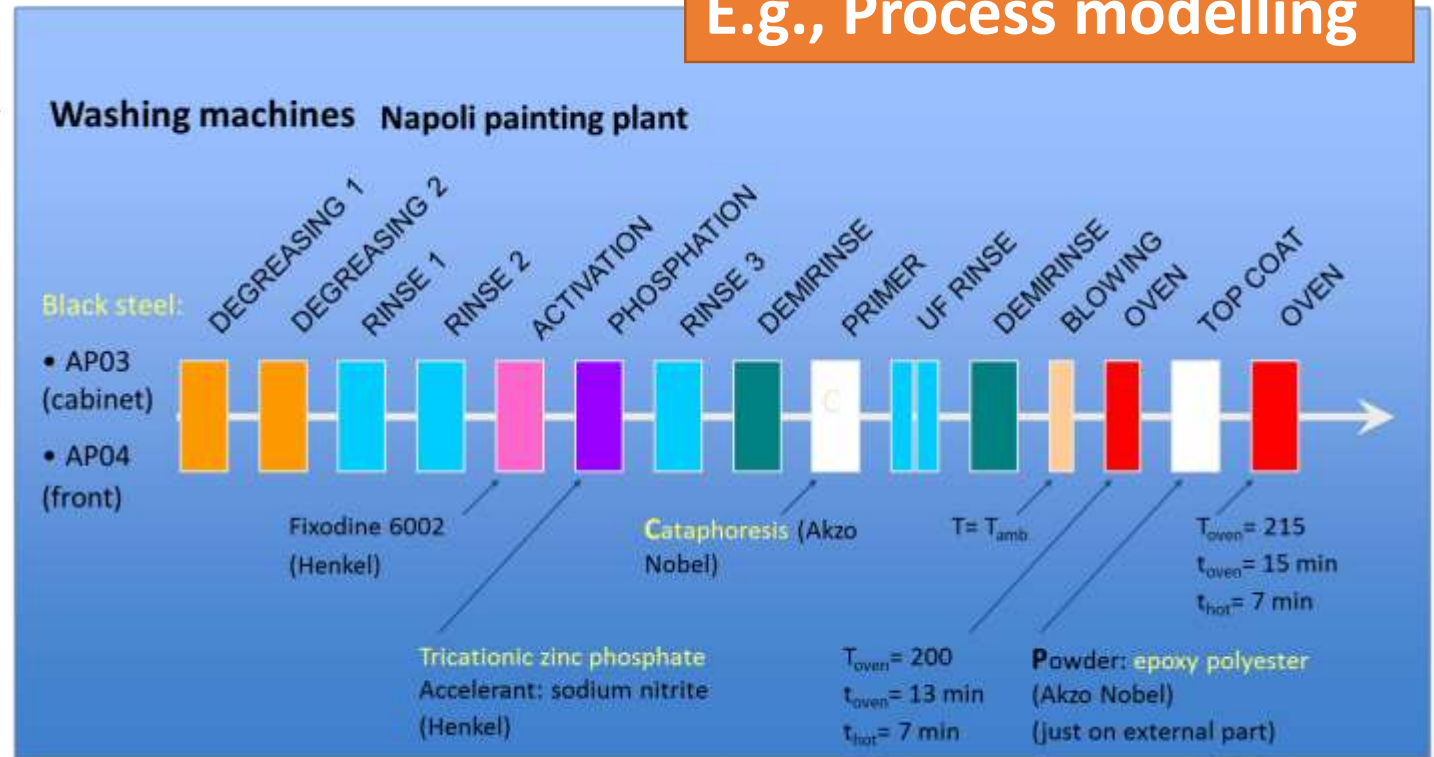 E.g., Process modelling
Washing machines Napoli painting plant
DEGREASING 1
DEGREASING 2
RINSE 1
RINSE 2
ACTIVATION
PHOSPHATION
RINSE 3
DEMIRINSE
PRIMER
UF RINSE
DEMIRINSE
BLOWING
OVEN
TOP COAT
OVEN
Black steel:
• AP03
(cabinet)
• AP04
(front)
C
Fixodine 6002
(Henkel)
Cataphoresis (Akzo
Nobel)
T= Tamb
Toven= 215
toven= 15 min
thot= 7 min
Tricationic zinc phosphate
Accelerant: sodium nitrite
(Henkel)
Toven= 200
toven= 13 min
thot= 7 min
Powder: epoxy polyester
(Akzo Nobel)
(just on external part)